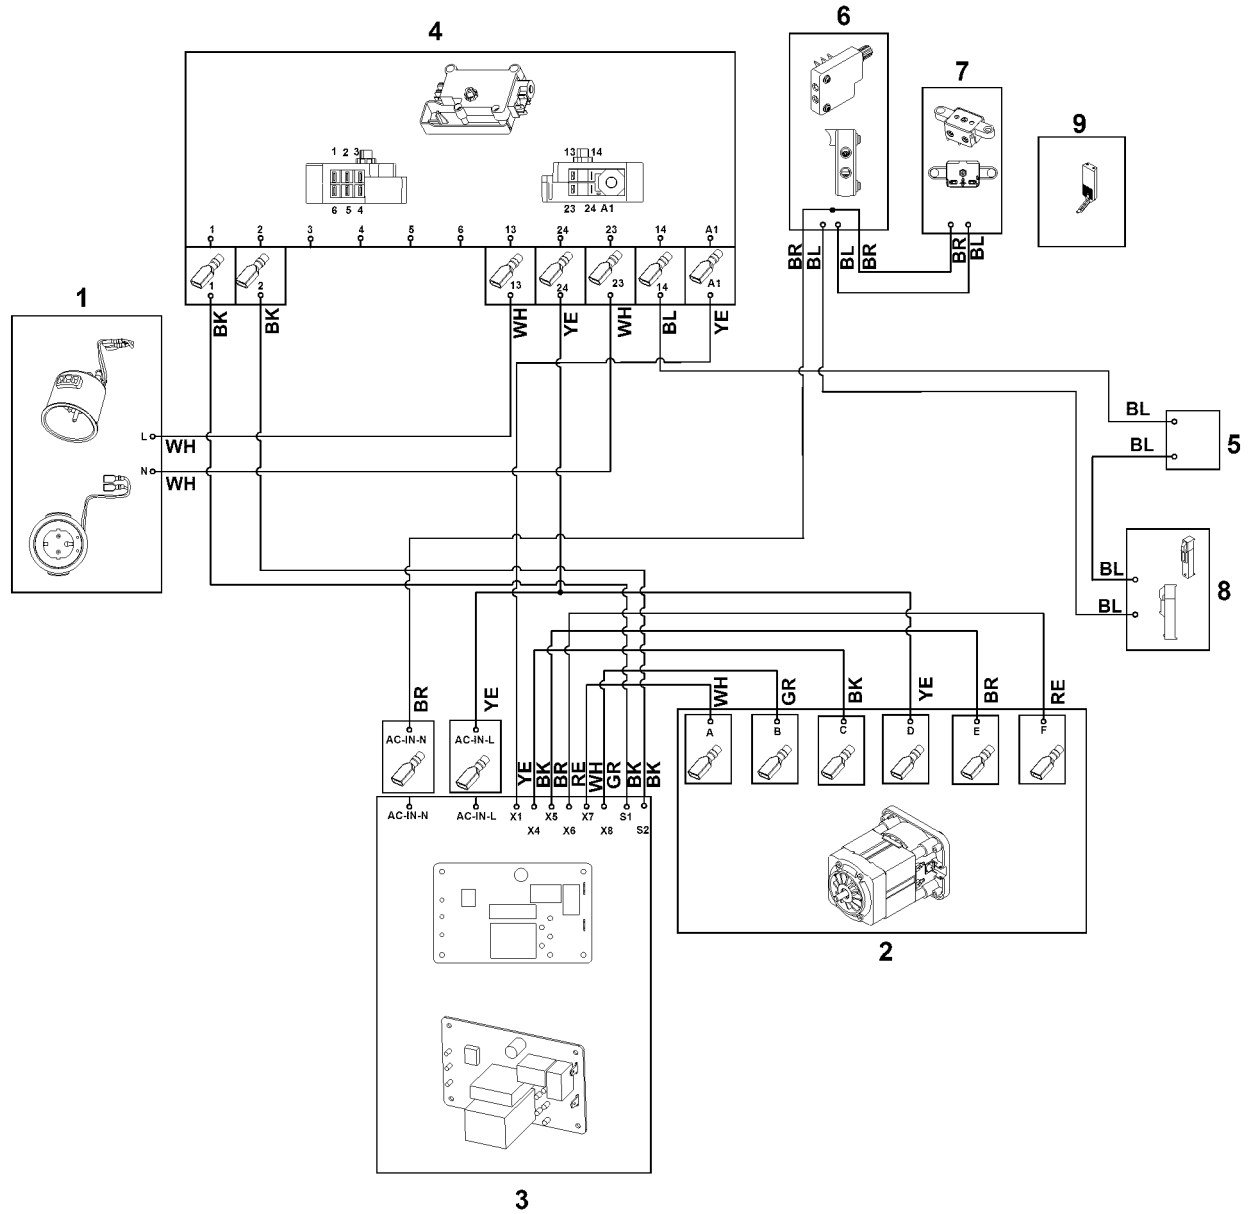 6
4
7
9
1 2 3
6 5 4
13 14
23 24 A1
1 2 3 4 5 6 13 24 23 14 A1
1 2 13 24 23 14 A1
BR BL BL BR BR BL
BK BK WH YE WH BL YE
1
L WH
N WH
BL
BL
5
BL
BL
8
BR YE
WH GR BK YE BR RE
A B C D E F
AC-IN-N AC-IN-L
YE BK BR RE WH GR BK BK
AC-IN-N AC-IN-L X1 X5 X7 S1
X4 X6 X8 S2
2
3